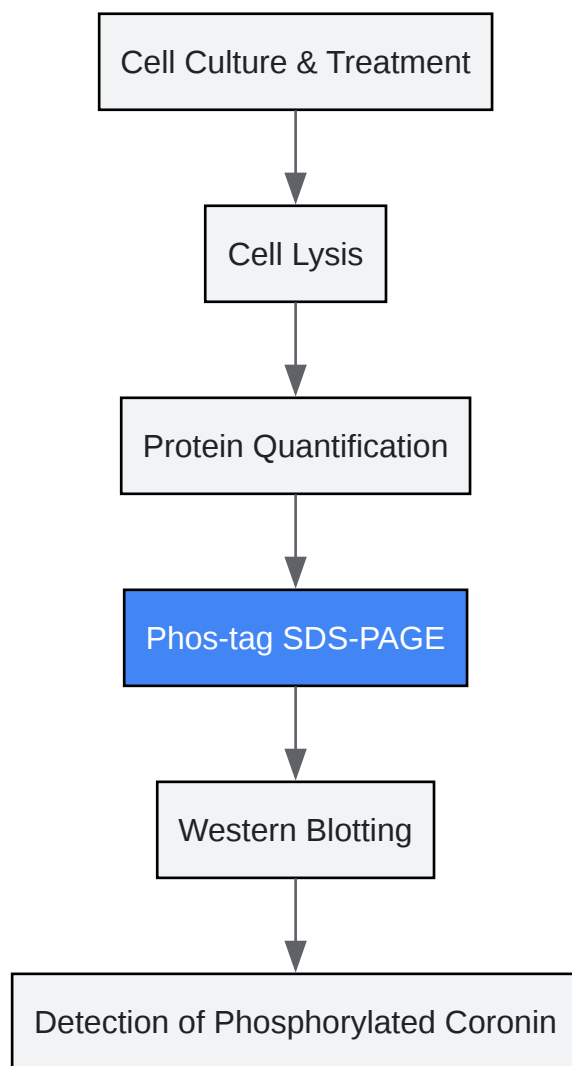 Cell Culture & Treatment
Cell Lysis
Protein Quantification
Phos-tag SDS-PAGE
Western Blotting
Detection of Phosphorylated Coronin